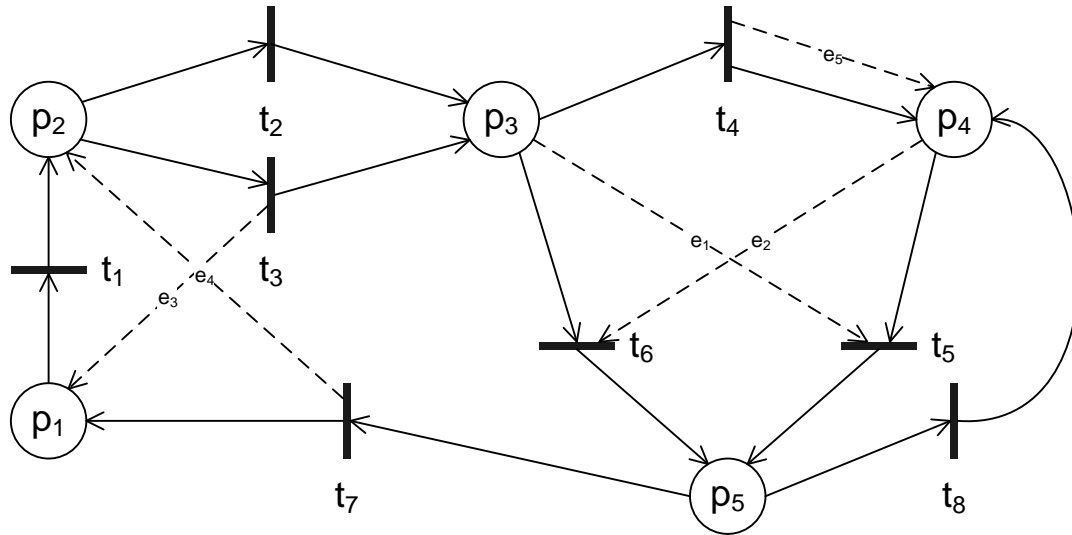 e₅
p₂
t₂
p₃
t₄
p₄
e₁
e₂
t₁
e₄
t₃
e₃
t₆
t₅
p₁
p₅
t₇
t₈